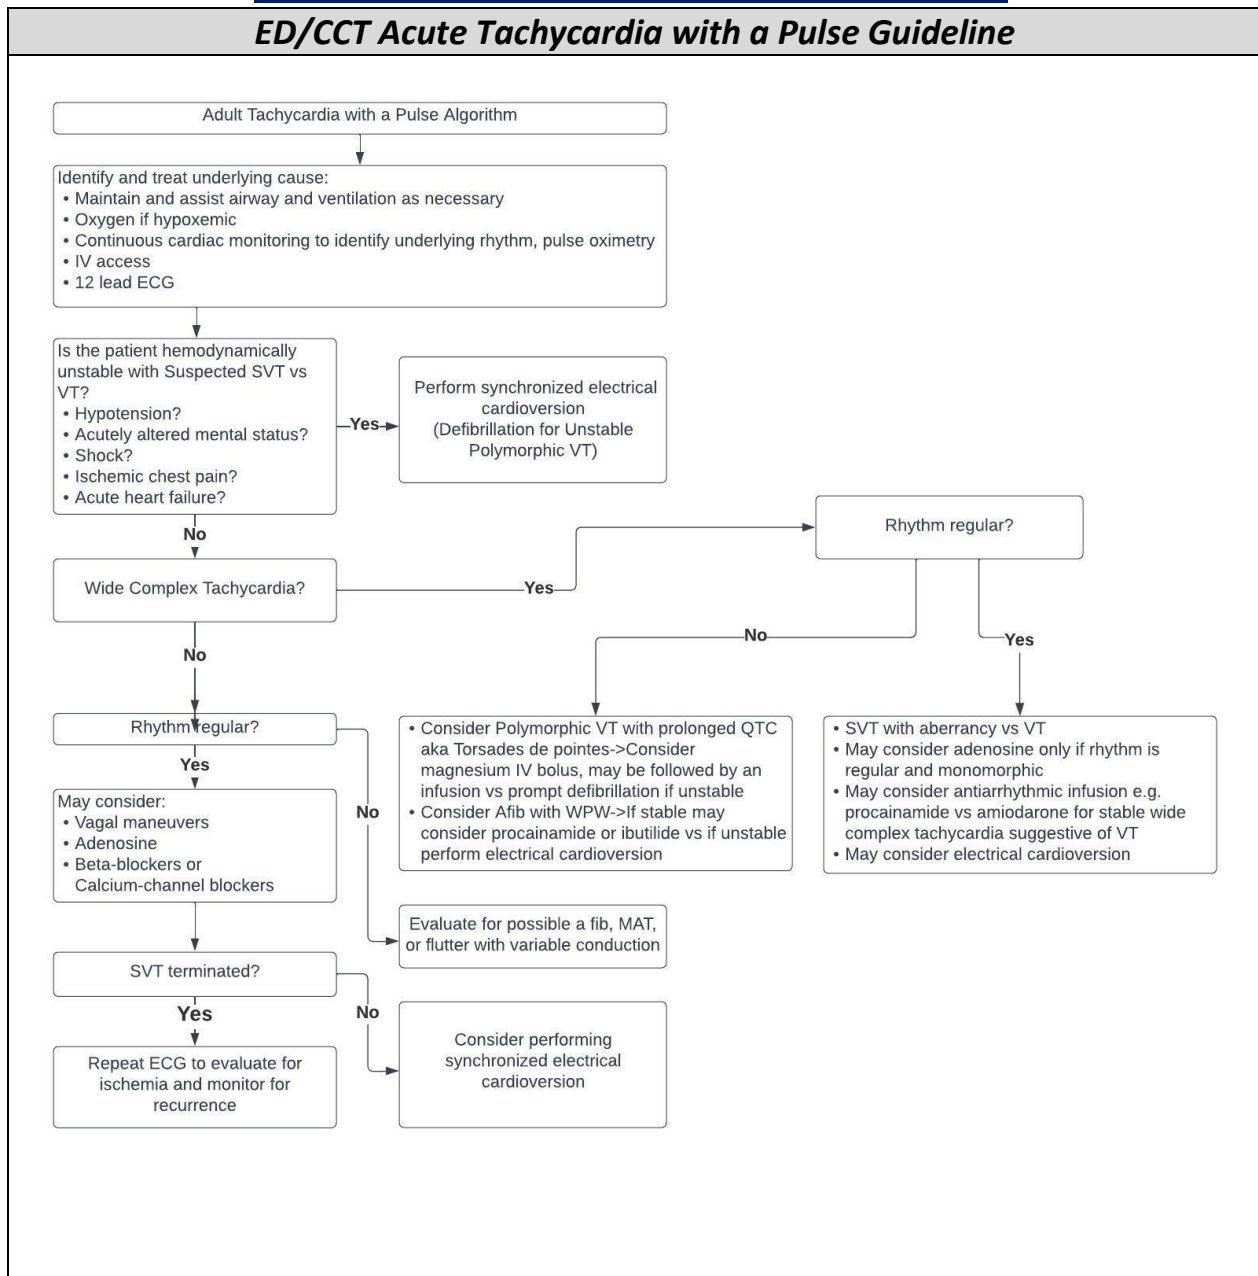 ED/CCT Acute Tachycardia with a Pulse Guideline
Adult Tachycardia with a Pulse Algorithm
Identify and treat underlying cause:
• Maintain and assist airway and ventilation as necessary
• Oxygen if hypoxemic
• Continuous cardiac monitoring to identify underlying rhythm, pulse oximetry
• IV access
• 12 lead ECG
Is the patient hemodynamically
unstable with Suspected SVT vs
VT?
• Hypotension?
• Acutely altered mental status?
• Shock?
• Ischemic chest pain?
• Acute heart failure?
Yes
Perform synchronized electrical
cardioversion
(Defibrillation for Unstable
Polymorphic VT)
No
Wide Complex Tachycardia?
Yes
Rhythm regular?
No
Yes
• Consider Polymorphic VT with prolonged QTC
aka Torsades de pointes->Consider
magnesium IV bolus, may be followed by an
infusion vs prompt defibrillation if unstable
• Consider Afib with WPW->If stable may
consider procainamide or ibutilide vs if unstable
perform electrical cardioversion
• SVT with aberrancy vs VT
• May consider adenosine only if rhythm is
regular and monomorphic
• May consider antiarrhythmic infusion e.g.
procainamide vs amiodarone for stable wide
complex tachycardia suggestive of VT
• May consider electrical cardioversion
No
Rhythm regular?
Yes
No
May consider:
• Vagal maneuvers
• Adenosine
• Beta-blockers or
Calcium-channel blockers
Evaluate for possible a fib, MAT,
or flutter with variable conduction
SVT terminated?
Yes
No
Repeat ECG to evaluate for
ischemia and monitor for
recurrence
Consider performing
synchronized electrical
cardioversion